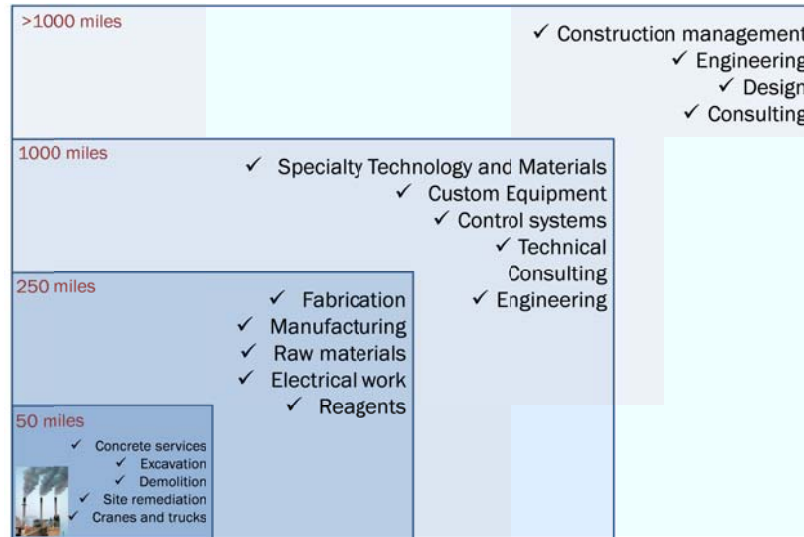 >1000 miles
✓ Construction management
✓ Engineering
✓ Design
✓ Consulting
1000 miles
✓ Specialty Technology and Materials
✓ Custom Equipment
✓ Control systems
✓ Technical
Consulting
✓ Engineering
250 miles
✓ Fabrication
✓ Manufacturing
✓ Raw materials
✓ Electrical work
✓ Reagents
50 miles
✓ Concrete services
✓ Excavation
✓ Demolition
✓ Site remediation
✓ Cranes and trucks